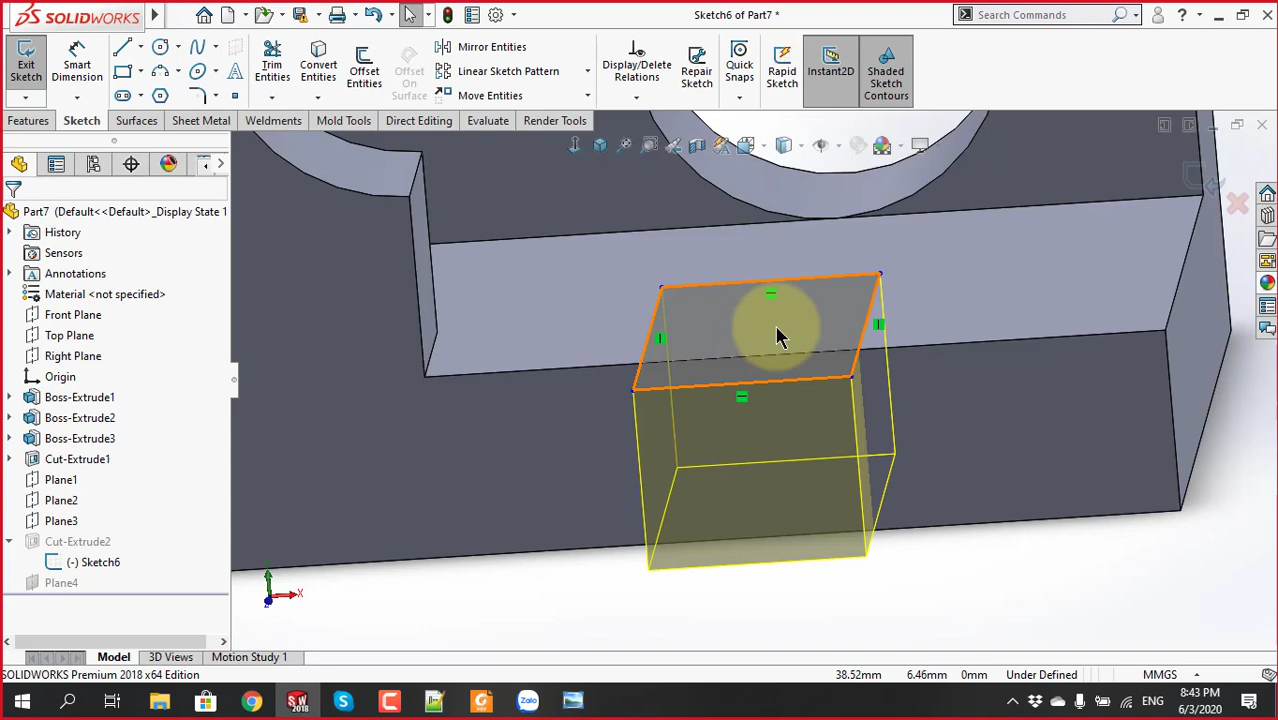 SOLIDWORKS
Sketch6 of Part7 *
Search Commands
?
Exit Sketch
Smart Dimension
Trim Entities
Convert Entities
Offset Entities
Offset On Surface
Mirror Entities
Linear Sketch Pattern
Move Entities
Display/Delete Relations
Repair Sketch
Quick Snaps
Rapid Sketch
Instant2D
Shaded Sketch Contours
Features
Sketch
Surfaces
Sheet Metal
Weldments
Mold Tools
Direct Editing
Evaluate
Render Tools
Part7 (Default<<Default>_Display State 1
History
Sensors
Annotations
Material <not specified>
Front Plane
Top Plane
Right Plane
Origin
Boss-Extrude1
Boss-Extrude2
Boss-Extrude3
Cut-Extrude1
Plane1
Plane2
Plane3
Cut-Extrude2
(-) Sketch6
Plane4
X
Model
3D Views
Motion Study 1
SOLIDWORKS Premium 2018 x64 Edition
38.52mm
6.46mm
0mm
Under Defined
MMGS
ENG
8:43 PM
6/3/2020